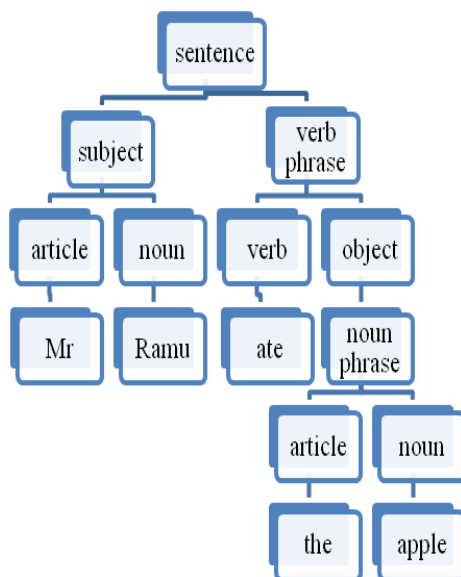 sentence
subject
verb
phrase
article
noun
verb
object
Mr
Ramu
ate
noun
phrase
article
noun
the
apple